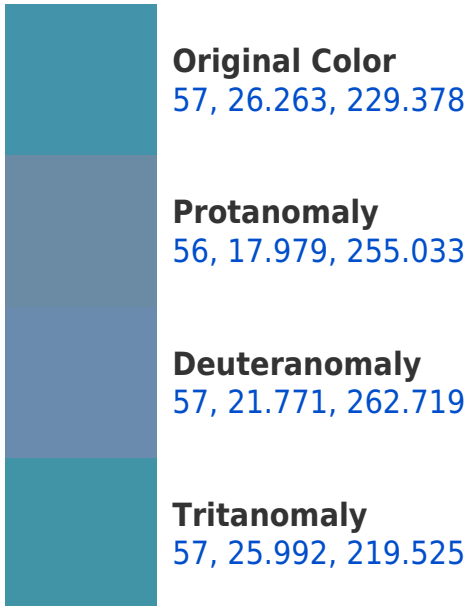 Original Color
57, 26.263, 229.378
Protanomaly
56, 17.979, 255.033
Deuteranomaly
57, 21.771, 262.719
Tritanomaly
57, 25.992, 219.525